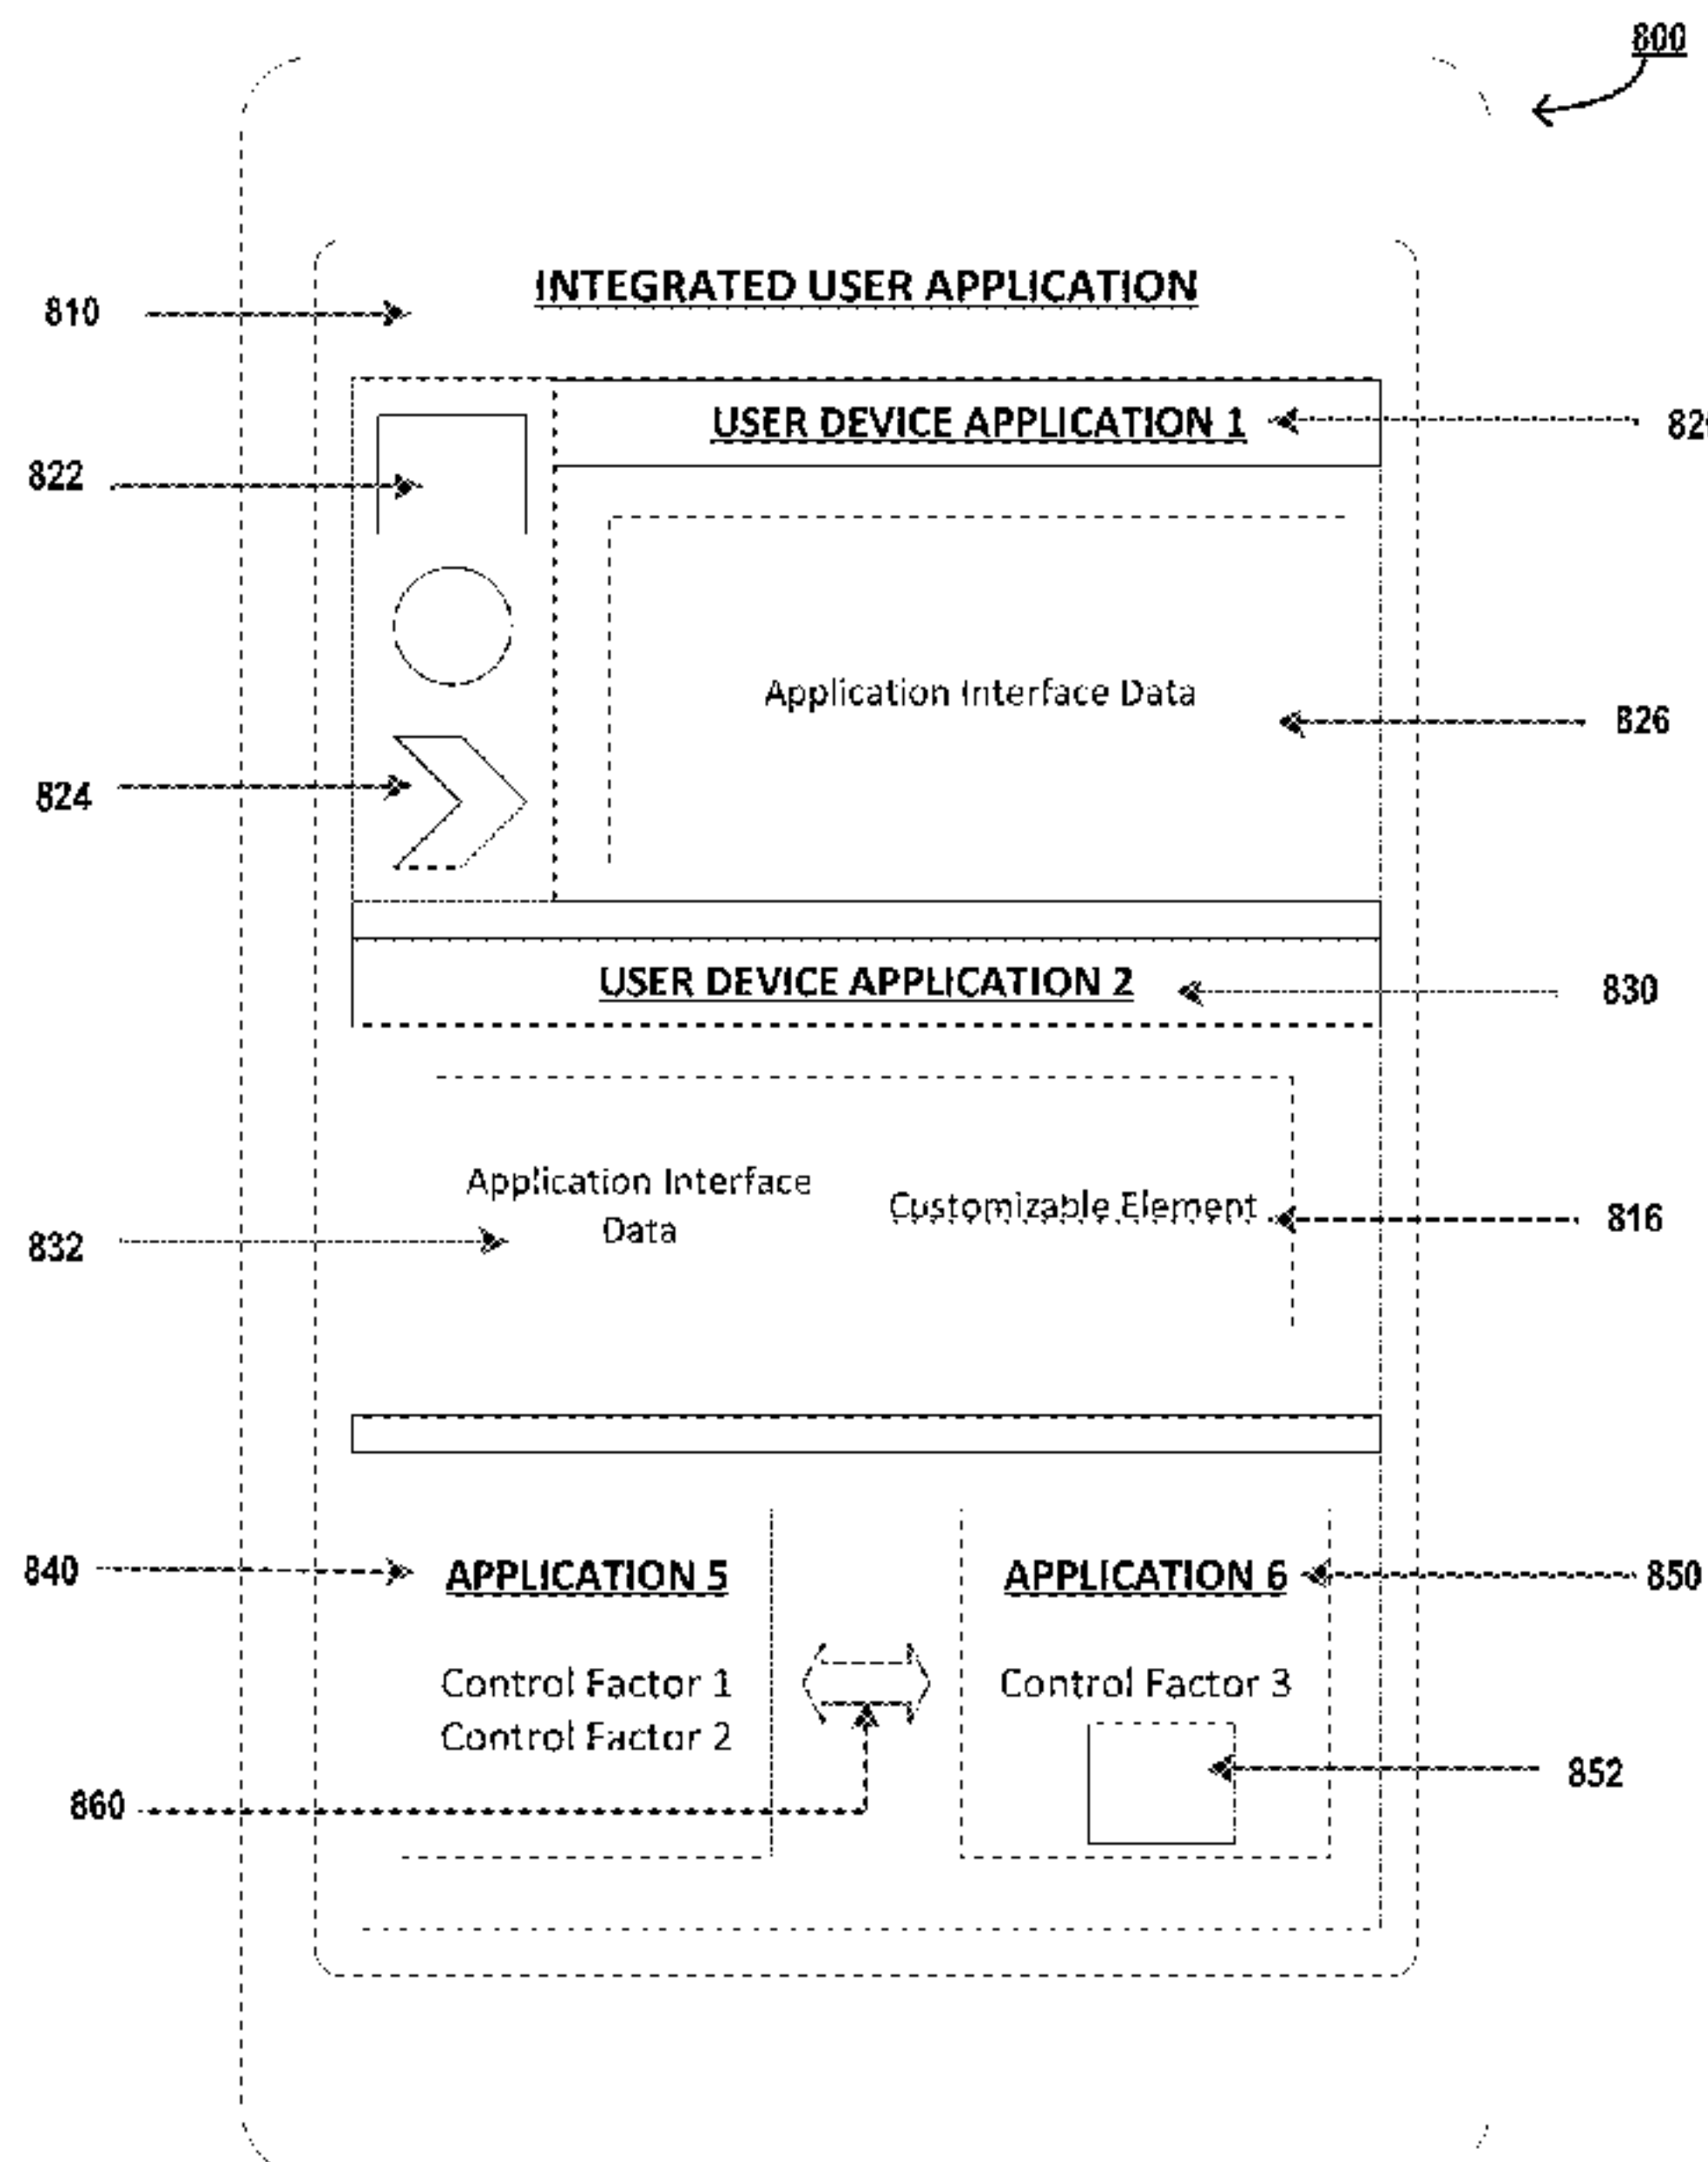 800
INTEGRATED USER APPLICATION
810
USER DEVICE APPLICATION 1
822
Application Interface Data
826
824
USER DEVICE APPLICATION 2
830
Application Interface
Data
Customizable Element
816
832
840
APPLICATION 5
APPLICATION 6
850
Control Factor 1
Control Factor 2
Control Factor 3
852
860